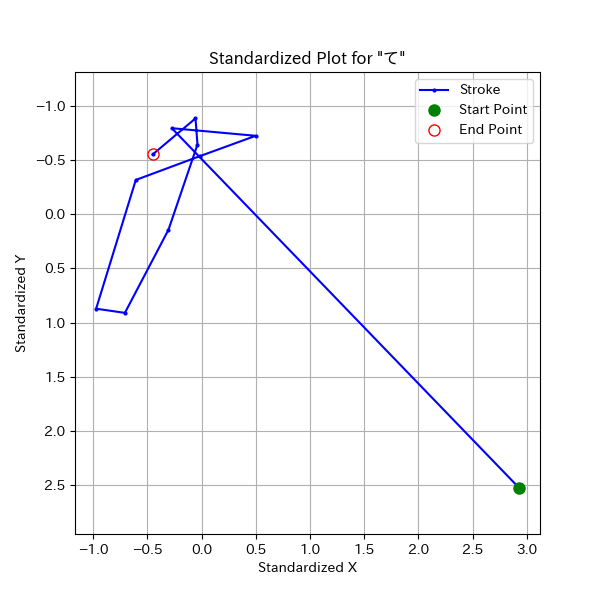 Standardized Plot for "て"
Stroke
Start Point
End Point
Standardized Y
-1.0
-0.5
0.0
0.5
1.0
1.5
2.0
2.5
-1.0 -0.5 0.0 0.5 1.0 1.5 2.0 2.5 3.0
Standardized X